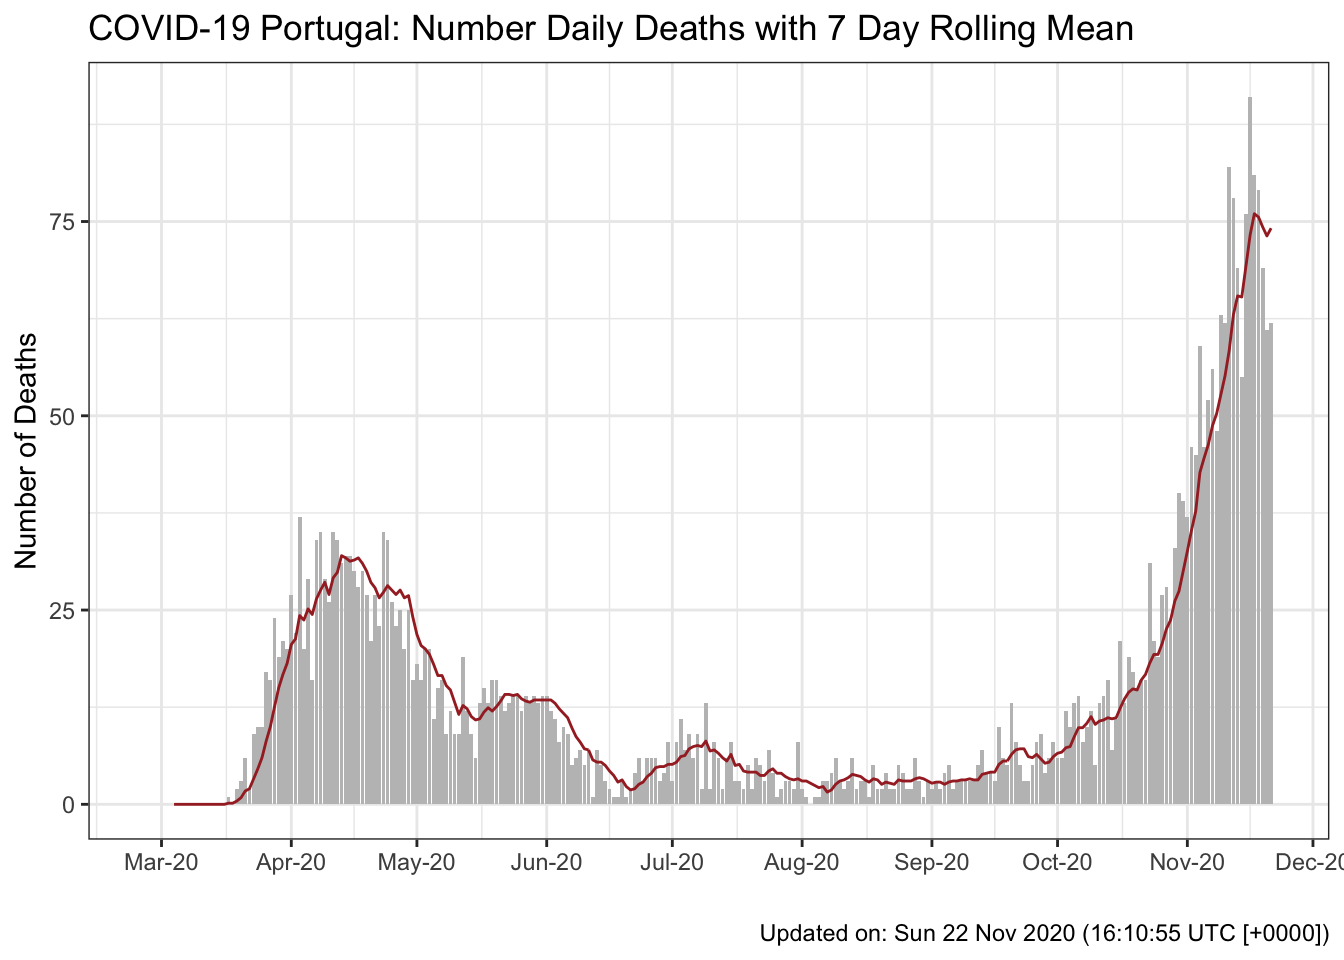 COVID-19 Portugal: Number Daily Deaths with 7 Day Rolling Mean
Number of Deaths
75
50
25
0
Mar-20 Apr-20 May-20 Jun-20 Jul-20 Aug-20 Sep-20 Oct-20 Nov-20 Dec-20
Updated on: Sun 22 Nov 2020 (16:10:55 UTC [+0000])